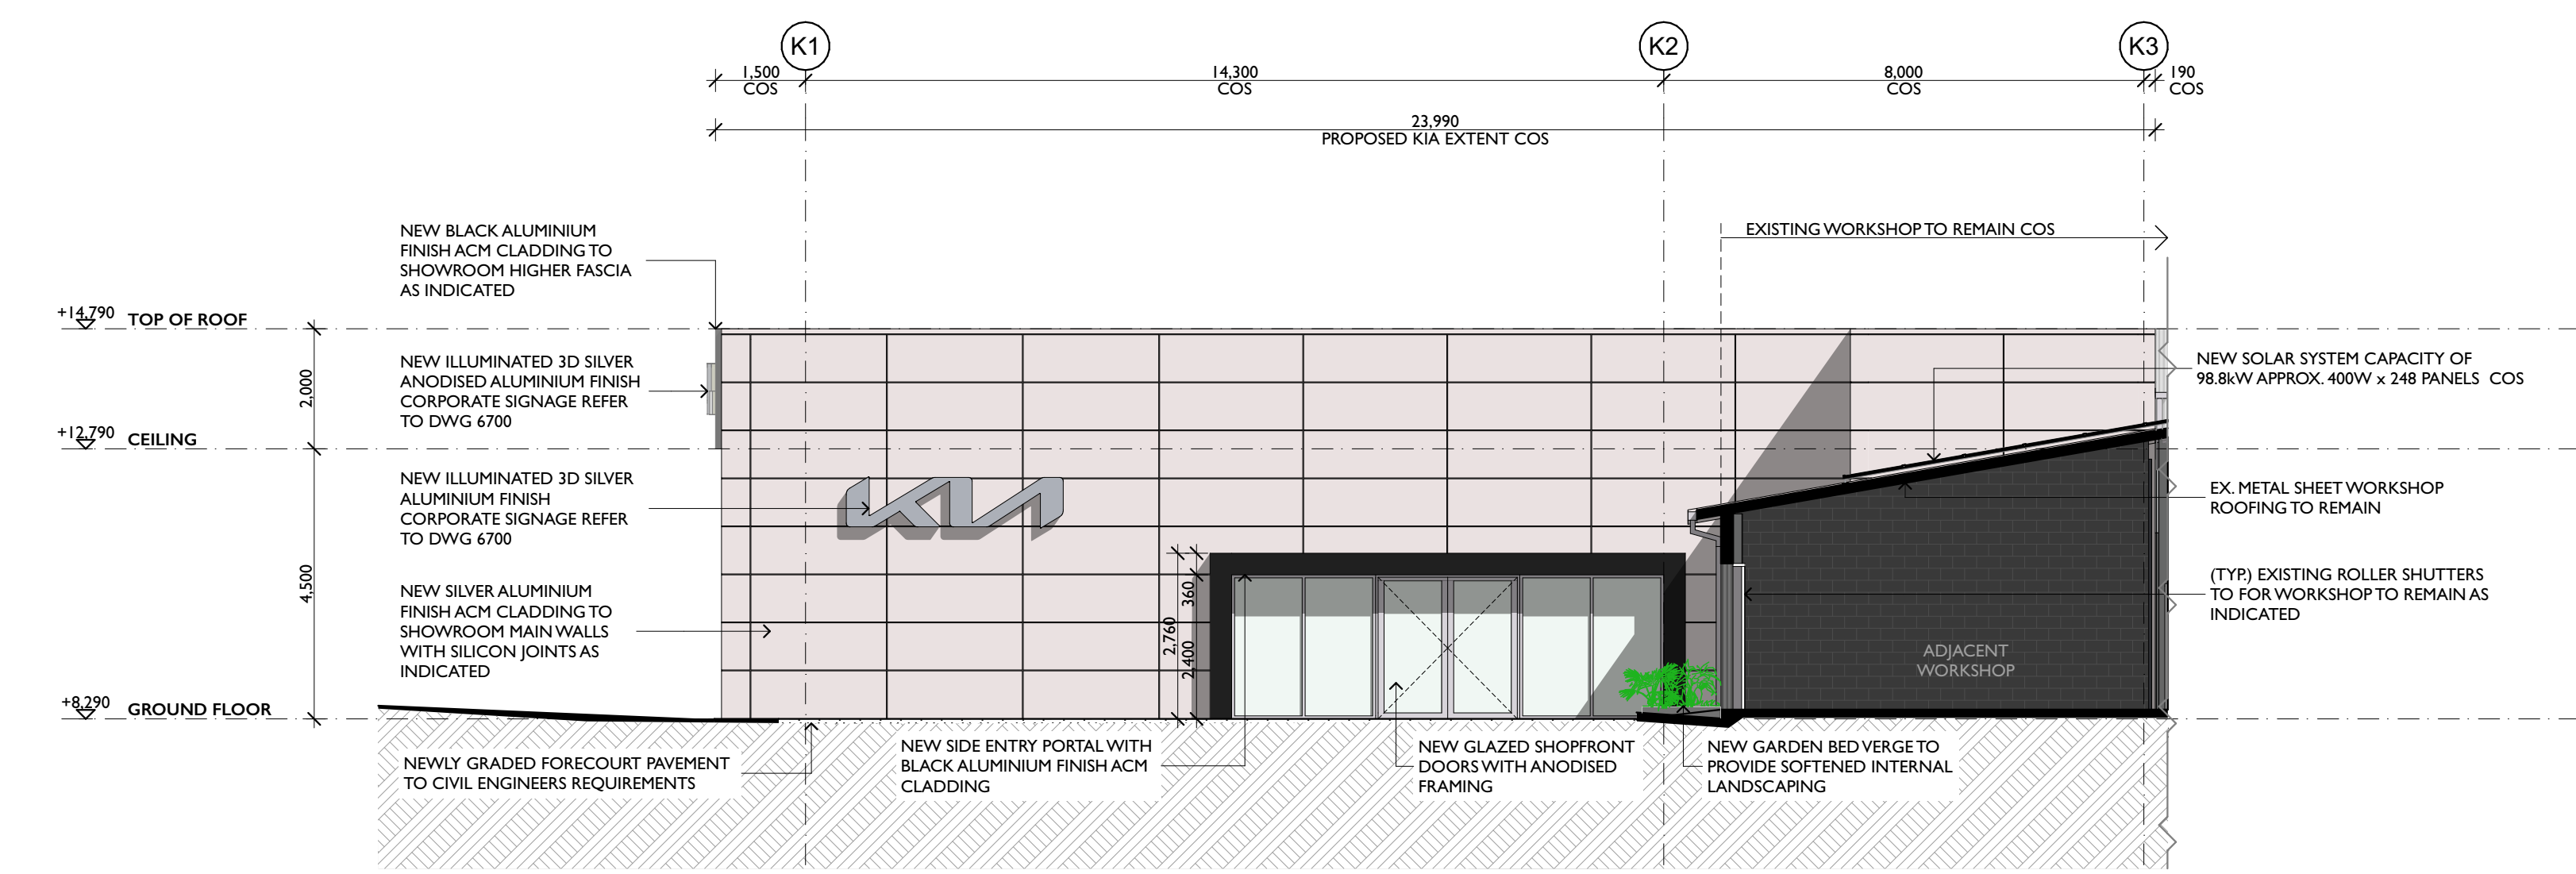 K1
K2
K3
1,500
COS
14,300
COS
8,000
COS
190
COS
23,990
PROPOSED KIA EXTENT COS
NEW BLACK ALUMINIUM
FINISH ACM CLADDING TO
SHOWROOM HIGHER FASCIA
AS INDICATED
EXISTING WORKSHOP TO REMAIN COS
+14,790
TOP OF ROOF
2,000
NEW ILLUMINATED 3D SILVER
ANODISED ALUMINIUM FINISH
CORPORATE SIGNAGE REFER
TO DWG 6700
NEW SOLAR SYSTEM CAPACITY OF
98.8kW APPROX. 400W x 248 PANELS COS
+12,790
CEILING
NEW ILLUMINATED 3D SILVER
ALUMINIUM FINISH
CORPORATE SIGNAGE REFER
TO DWG 6700
KIA
EX. METAL SHEET WORKSHOP
ROOFING TO REMAIN
4,500
NEW SILVER ALUMINIUM
FINISH ACM CLADDING TO
SHOWROOM MAIN WALLS
WITH SILICON JOINTS AS
INDICATED
360
2,760
2,400
(TYP.) EXISTING ROLLER SHUTTERS
TO FOR WORKSHOP TO REMAIN AS
INDICATED
ADJACENT
WORKSHOP
+8,290
GROUND FLOOR
NEWLY GRADED FORECOURT PAVEMENT
TO CIVIL ENGINEERS REQUIREMENTS
NEW SIDE ENTRY PORTAL WITH
BLACK ALUMINIUM FINISH ACM
CLADDING
NEW GLAZED SHOPFRONT
DOORS WITH ANODISED
FRAMING
NEW GARDEN BED VERGE TO
PROVIDE SOFTENED INTERNAL
LANDSCAPING